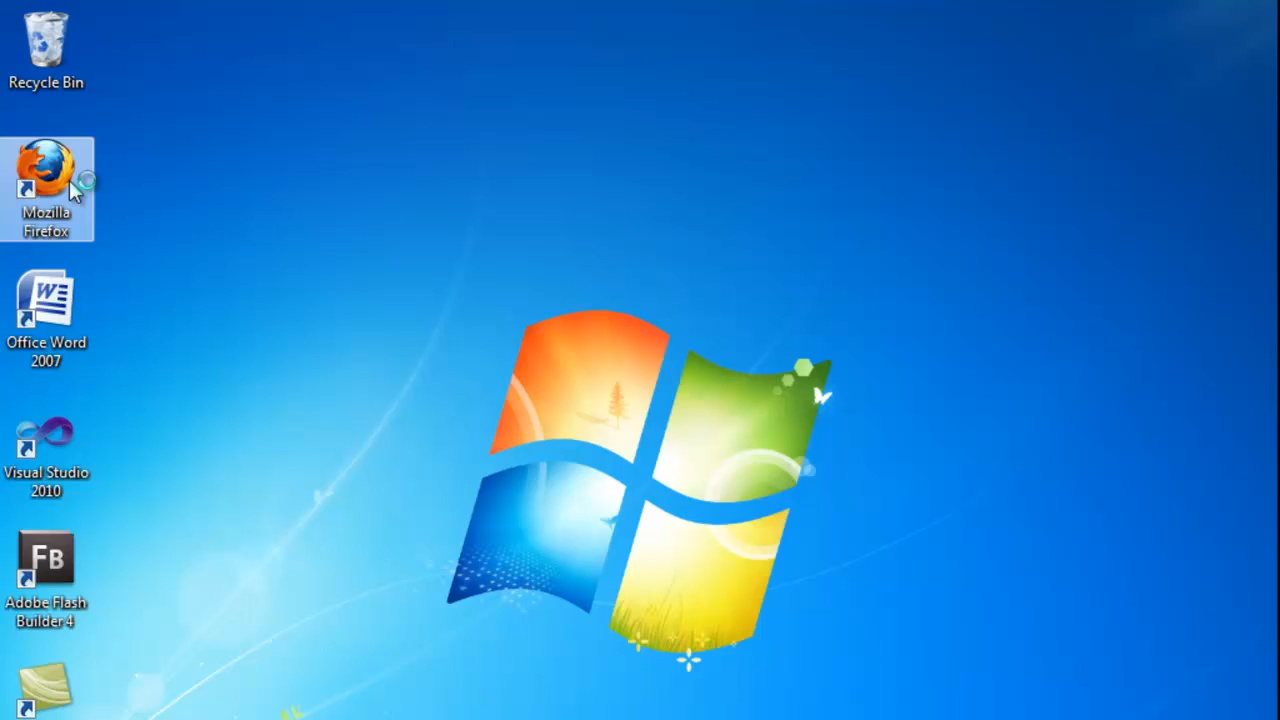 Recycle Bin
Mozilla
Firefox
W
Office Word
2007
Visual Studio
2010
FB
Adobe Flash
Builder 4